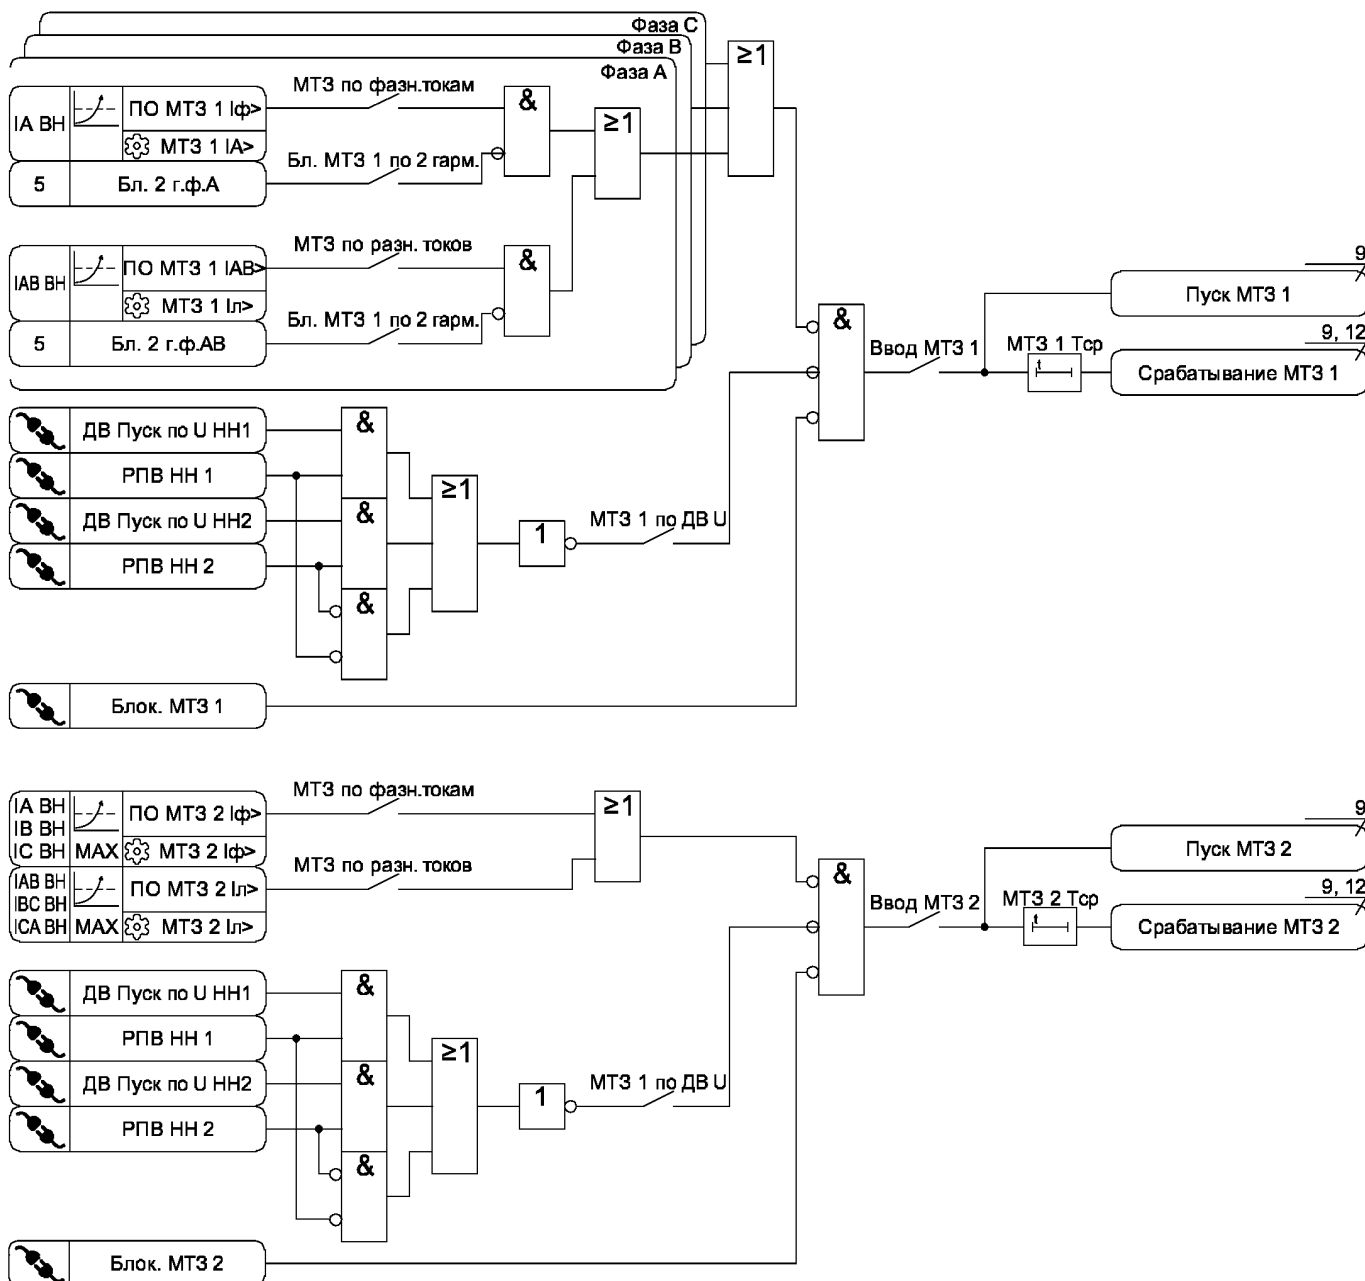 Фаза С
Фаза В
Фаза А
≥1
МТЗ по фазн.токам
IA ВН
ПО МТЗ 1 Iф>
МТЗ 1 IA>
&
≥1
Бл. МТЗ 1 по 2 гарм.
5
Бл. 2 г.ф.А
МТЗ по разн. токов
IAB ВН
ПО МТЗ 1 IAB>
МТЗ 1 Iл>
&
Бл. МТЗ 1 по 2 гарм.
5
Бл. 2 г.ф.АВ
&
Ввод МТЗ 1
МТЗ 1 Тср
t
9
Пуск МТЗ 1
9, 12
Срабатывание МТЗ 1
ДВ Пуск по U НН1
РПВ НН 1
ДВ Пуск по U НН2
РПВ НН 2
&
&
&
≥1
1
МТЗ 1 по ДВ U
Блок. МТЗ 1
МТЗ по фазн.токам
IA ВН
IB ВН
IC ВН
MAX
ПО МТЗ 2 Iф>
МТЗ 2 Iф>
≥1
МТЗ по разн. токов
IAB ВН
IBC ВН
ICA ВН
MAX
ПО МТЗ 2 Iл>
МТЗ 2 Iл>
&
Ввод МТЗ 2
МТЗ 2 Тср
t
9
Пуск МТЗ 2
9, 12
Срабатывание МТЗ 2
ДВ Пуск по U НН1
РПВ НН 1
ДВ Пуск по U НН2
РПВ НН 2
&
&
&
≥1
1
МТЗ 1 по ДВ U
Блок. МТЗ 2